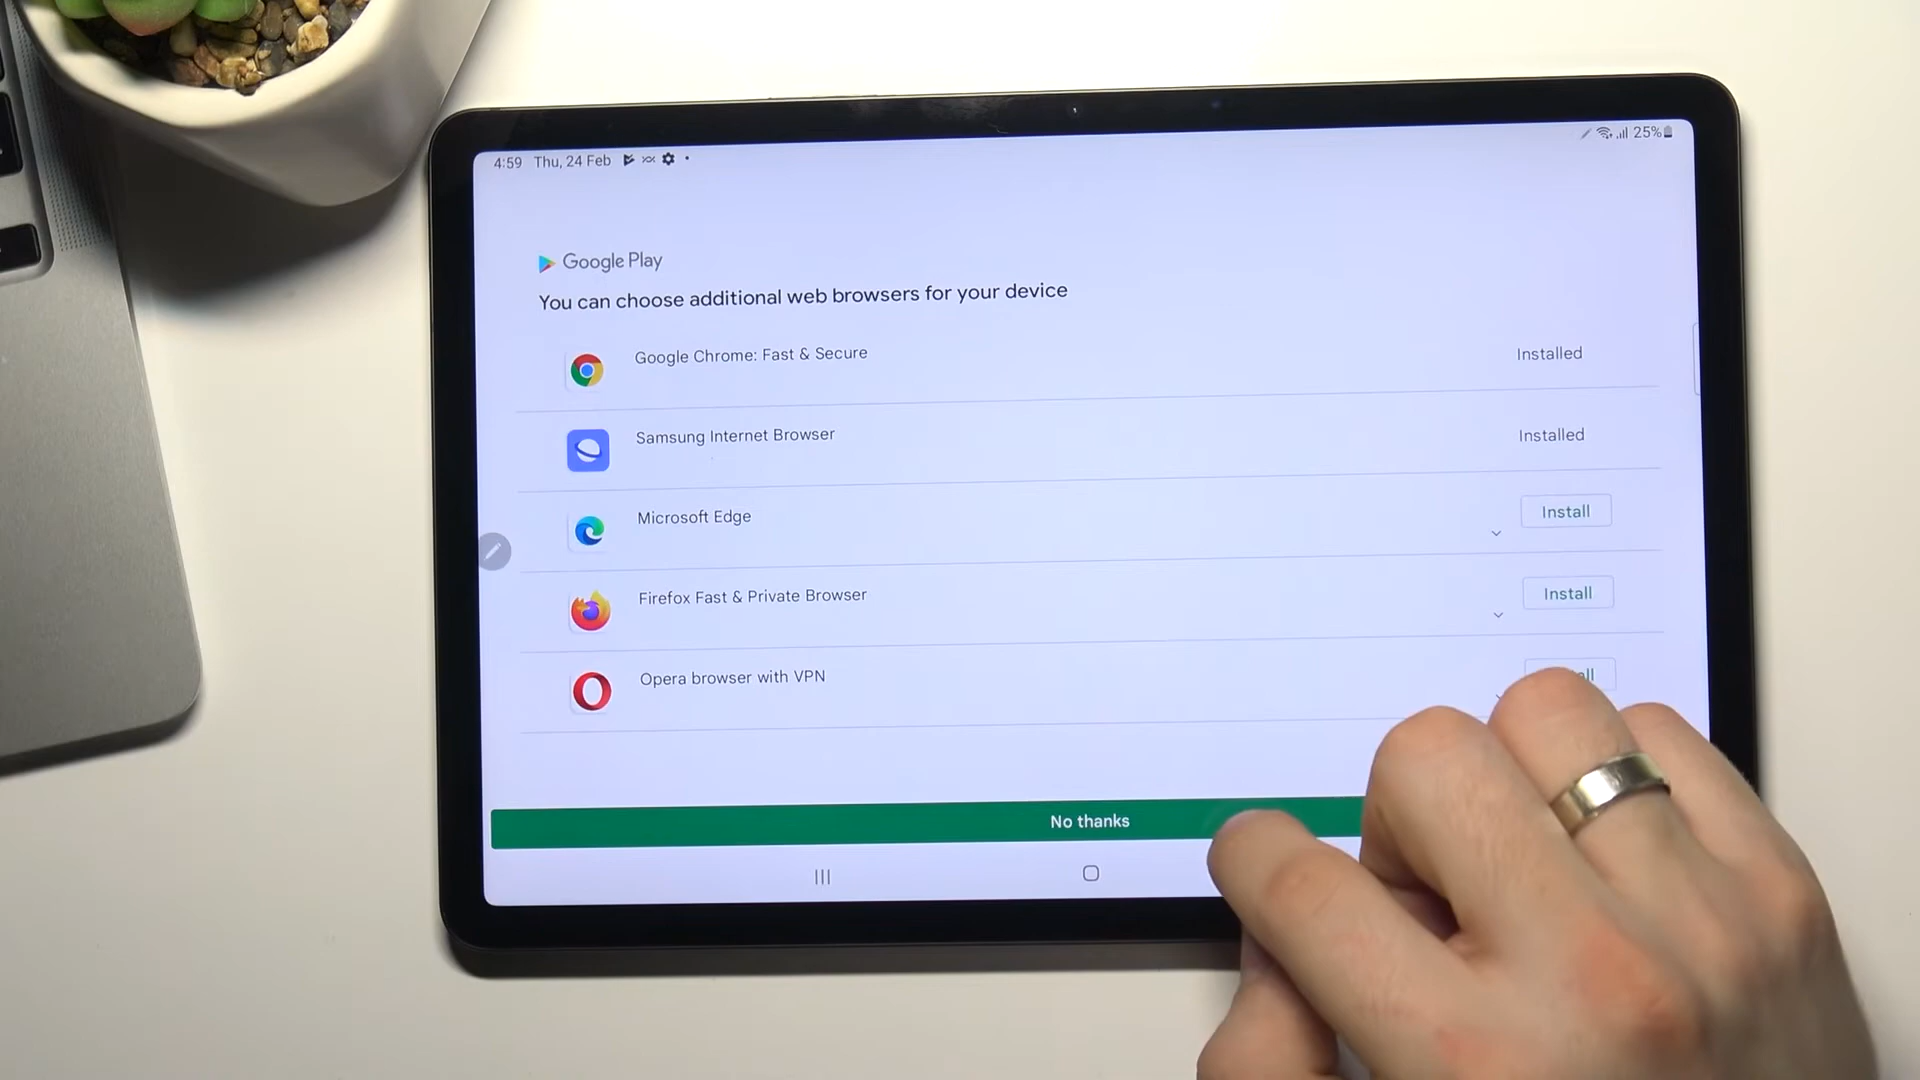 4:59 Thu, 24 Feb
25%
Google Play
You can choose additional web browsers for your device
Google Chrome: Fast & Secure
Installed
Samsung Internet Browser
Installed
Microsoft Edge
Install
Firefox Fast & Private Browser
Install
Opera browser with VPN
No thanks